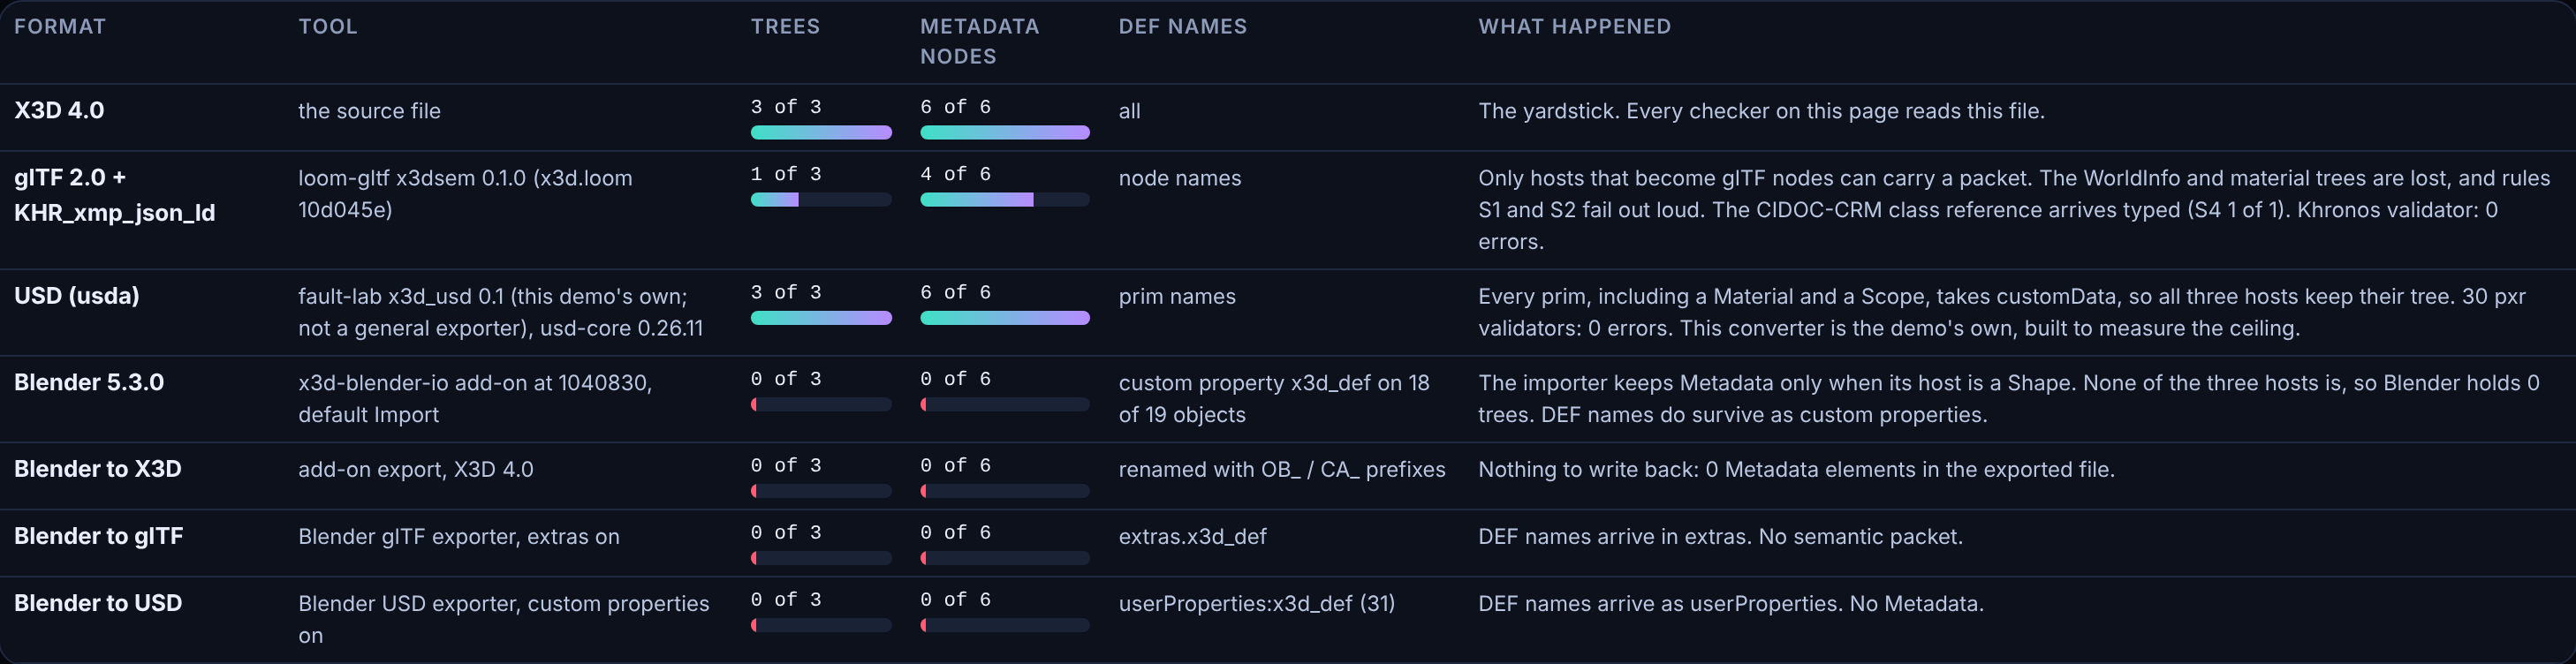 FORMAT TOOL TREES METADATA NODES DEF NAMES WHAT HAPPENED
X3D 4.0
the source file
3 of 3
6 of 6
all
The yardstick. Every checker on this page reads this file.
glTF 2.0 +
KHR_xmp_json_ld
loom-gltf x3dsem 0.1.0 (x3d.loom
10d045e)
1 of 3
4 of 6
node names
Only hosts that become glTF nodes can carry a packet. The WorldInfo and material trees are lost, and rules
S1 and S2 fail out loud. The CIDOC-CRM class reference arrives typed (S4 1 of 1). Khronos validator: 0
errors.
USD (usda)
fault-lab x3d_usd 0.1 (this demo's own;
not a general exporter), usd-core 0.26.11
3 of 3
6 of 6
prim names
Every prim, including a Material and a Scope, takes customData, so all three hosts keep their tree. 30 pxr
validators: 0 errors. This converter is the demo's own, built to measure the ceiling.
Blender 5.3.0
x3d-blender-io add-on at 1040830,
default Import
0 of 3
0 of 6
custom property x3d_def on 18
of 19 objects
The importer keeps Metadata only when its host is a Shape. None of the three hosts is, so Blender holds 0
trees. DEF names do survive as custom properties.
Blender to X3D
add-on export, X3D 4.0
0 of 3
0 of 6
renamed with OB_ / CA_ prefixes
Nothing to write back: 0 Metadata elements in the exported file.
Blender to glTF
Blender glTF exporter, extras on
0 of 3
0 of 6
extras.x3d_def
DEF names arrive in extras. No semantic packet.
Blender to USD
Blender USD exporter, custom properties
on
0 of 3
0 of 6
userProperties:x3d_def (31)
DEF names arrive as userProperties. No Metadata.